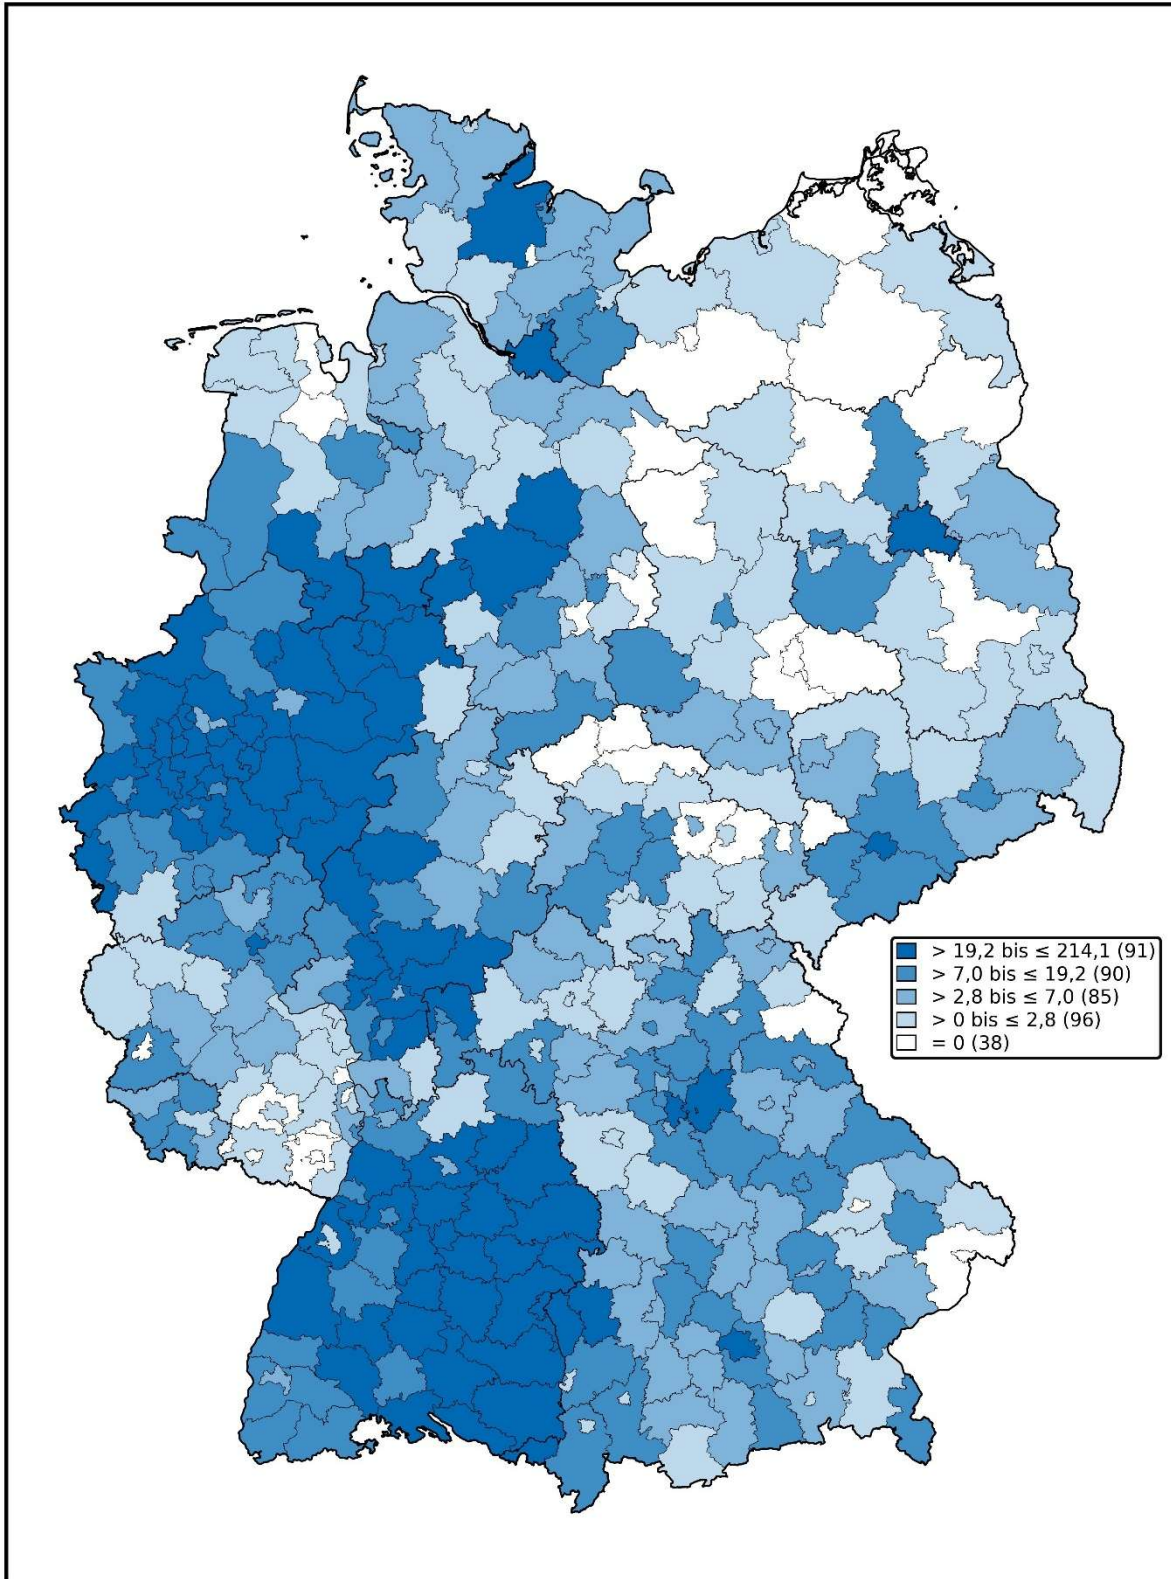 > 19,2 bis ≤ 214,1 (91)
> 7,0 bis ≤ 19,2 (90)
> 2,8 bis ≤ 7,0 (85)
> 0 bis ≤ 2,8 (96)
= 0 (38)